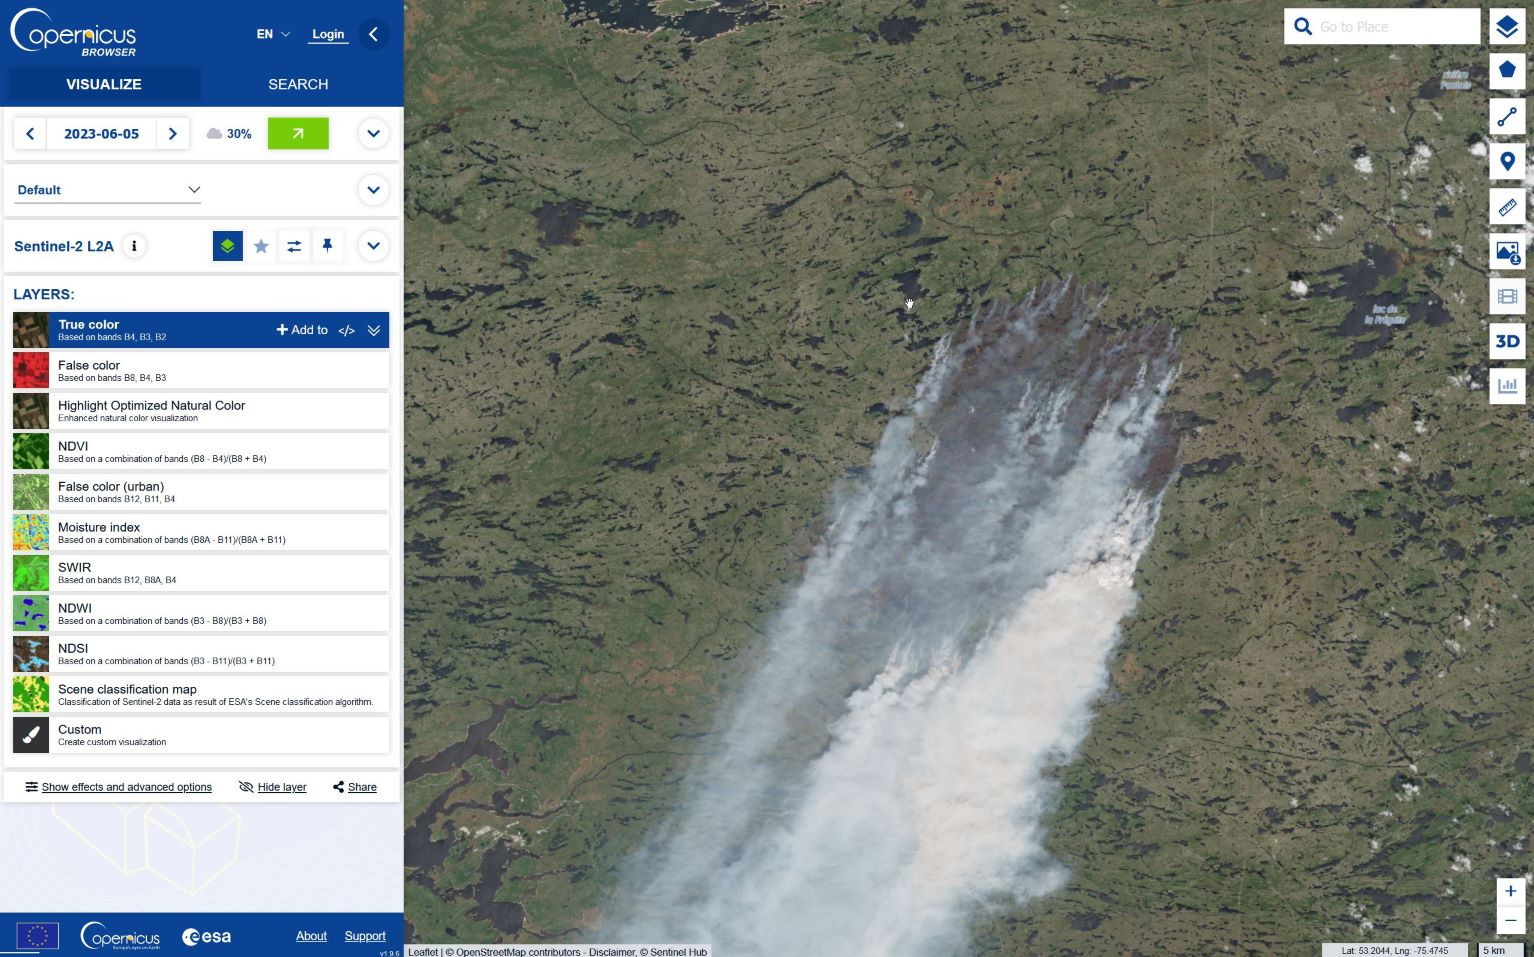 Copernicus
BROWSER
EN
Login
VISUALIZE
SEARCH
2023-06-05
30%
Default
Sentinel-2 L2A
LAYERS:
True color
Based on bands B4, B3, B2
Add to </>
False color
Based on bands B8, B4, B3
Highlight Optimized Natural Color
Enhanced natural color visualization
NDVI
Based on a combination of bands (B8 - B4)/(B8 + B4)
False color (urban)
Based on bands B12, B11, B4
Moisture index
Based on a combination of bands (B8A - B11)/(B8A + B11)
SWIR
Based on bands B12, B8A, B4
NDWI
Based on a combination of bands (B3 - B8)/(B3 + B8)
NDSI
Based on a combination of bands (B3 - B11)/(B3 + B11)
Scene classification map
Classification of Sentinel-2 data as result of ESA's Scene classification algorithm.
Custom
Create custom visualization
Show effects and advanced options
Hide layer
Share
Copernicus
Europe's eyes on Earth
esa
About
Support
v1.9.6
Go to Place
rivière
Pontois
lac de
la Frégate
3D
+
−
Leaflet | © OpenStreetMap contributors - Disclaimer, © Sentinel Hub
Lat: 53.2044, Lng: -75.4745
5 km